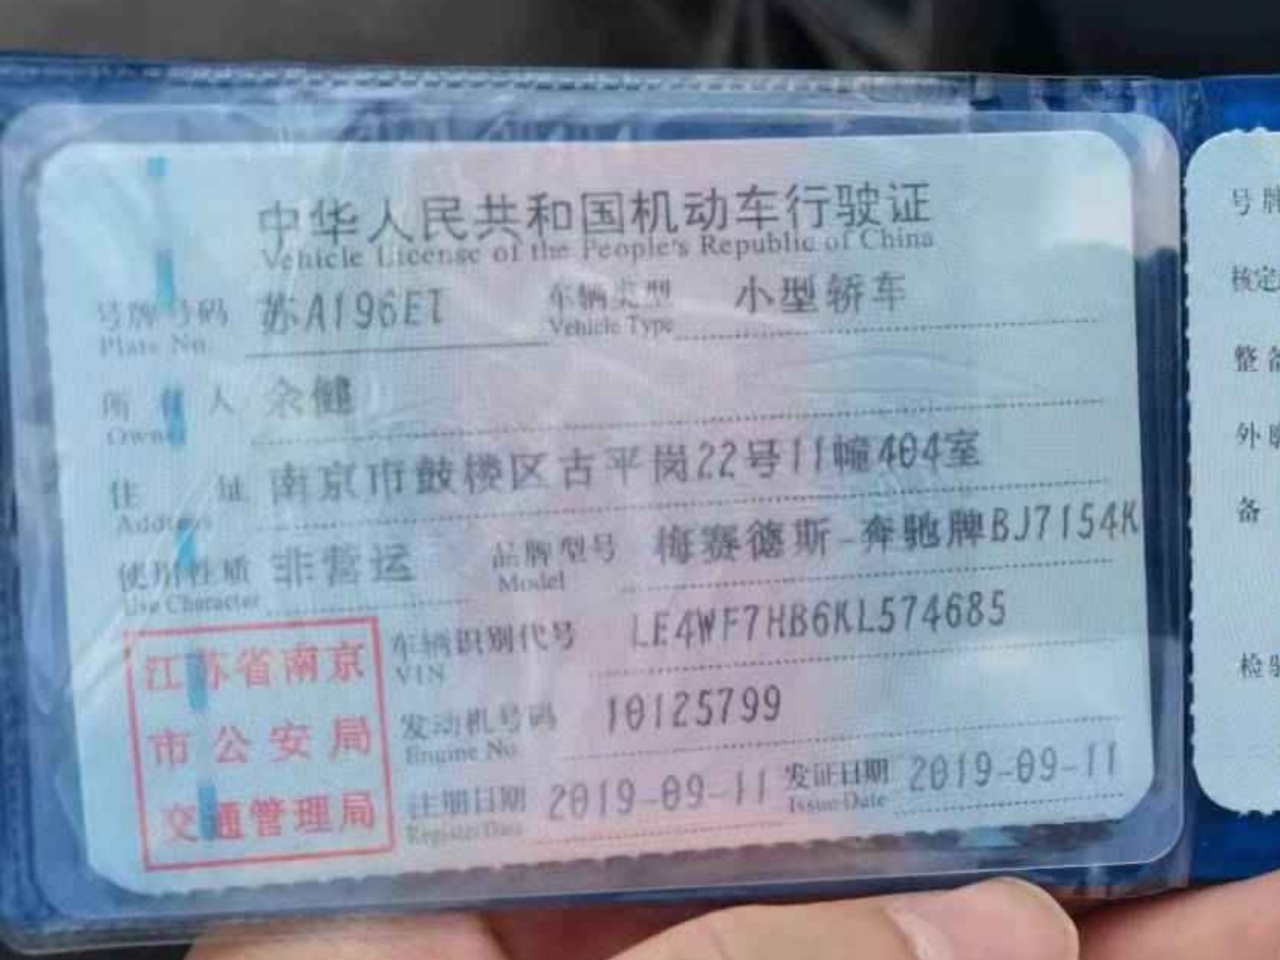 中华人民共和国机动车行驶证
Vehicle License of the People's Republic of China
号牌号码 苏A196ET 车辆类型 小型轿车
Plate No. Vehicle Type
所有人 余健
Owner
住址 南京市鼓楼区古平岗22号11幢404室
Address
使用性质 非营运 品牌型号 梅赛德斯-奔驰牌BJ7154K
Use Character Model
车辆识别代号 LE4WF7HB6KL574685
VIN
发动机号码 10125799
Engine No.
注册日期 2019-09-11 发证日期 2019-09-11
Register Date Issue Date
江苏省南京
市公安局
交通管理局
号牌
核定
整备
外
备
检验